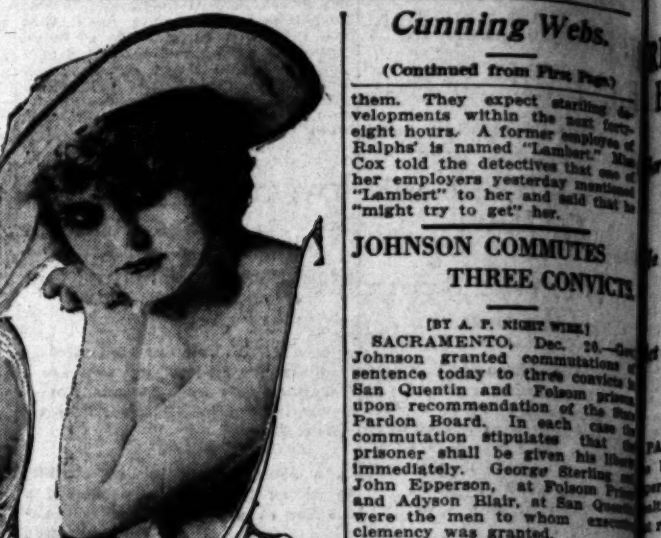 Cunning Webs.
(Continued from First Page.)
them. They expect startling de-
velopments within the next forty-
eight hours. A former employee of
Ralphs' is named "Lambert." Miss
Cox told the detectives that one of
her employers yesterday mentioned
"Lambert" to her and said that he
"might try to get" her.
JOHNSON COMMUTES
THREE CONVICTS.
[BY A. P. NIGHT WIRE.]
SACRAMENTO, Dec. 20.—Gov.
Johnson granted commutations of
sentence today to three convicts in
San Quentin and Folsom prisons
upon recommendation of the State
Pardon Board. In each case the
commutation stipulates that the
prisoner shall be given his liberty
immediately. George Sterling and
John Epperson, at Folsom Prison
and Adyson Blair, at San Quentin
were the men to whom executive
clemency was granted.